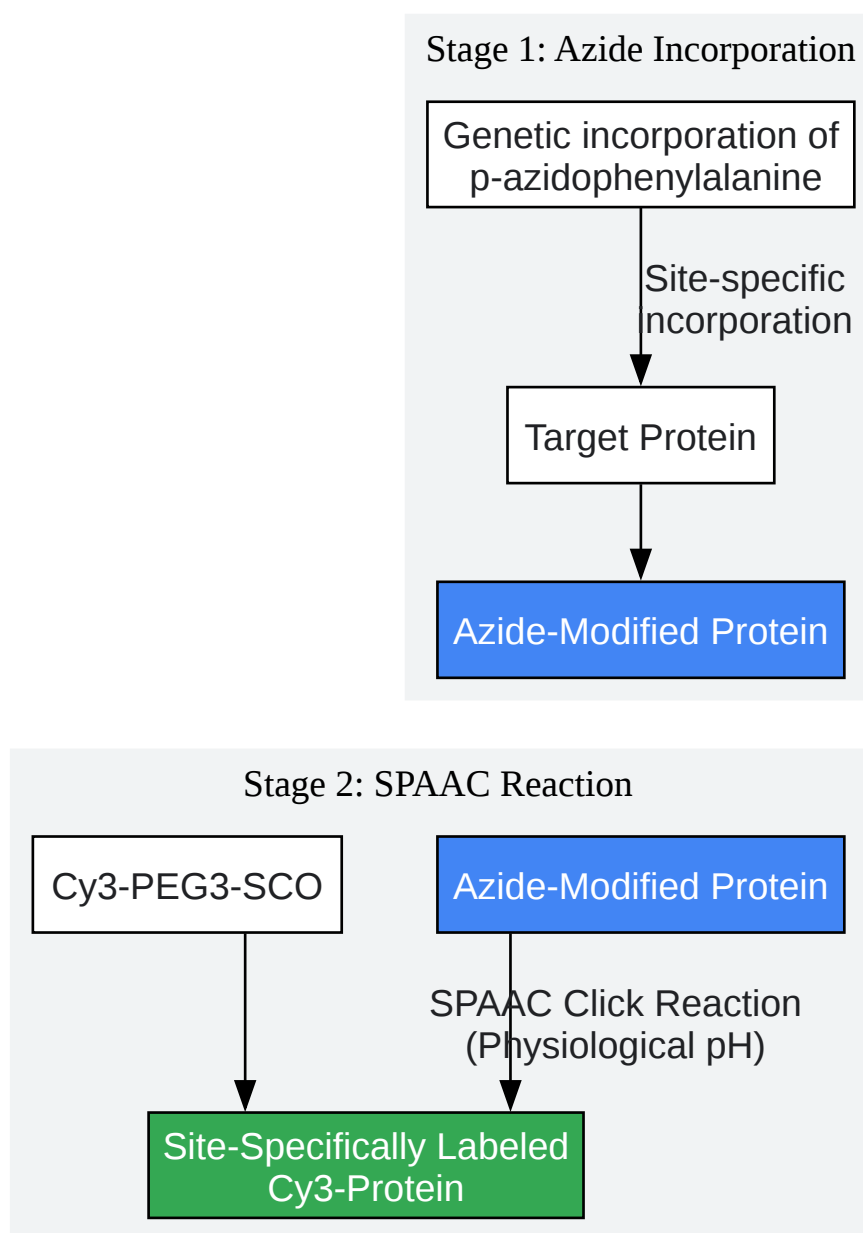 Stage 1: Azide Incorporation
Genetic incorporation of
p-azidophenylalanine
Site-specific
incorporation
Target Protein
Azide-Modified Protein
Stage 2: SPAAC Reaction
Cy3-PEG3-SCO
Azide-Modified Protein
SPAAC Click Reaction
(Physiological pH)
Site-Specifically Labeled
Cy3-Protein